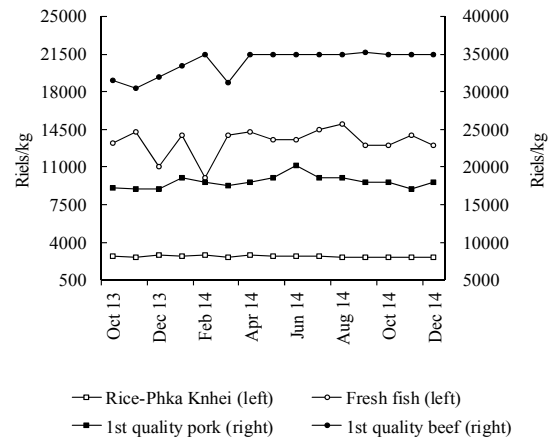 25000
21500
18000
14500
11000
7500
4000
500
Riels/kg
40000
35000
30000
25000
20000
15000
10000
5000
Riels/kg
Oct 13
Dec 13
Feb 14
Apr 14
Jun 14
Aug 14
Oct 14
Dec 14
Rice-Phka Knhei (left)
Fresh fish (left)
1st quality pork (right)
1st quality beef (right)